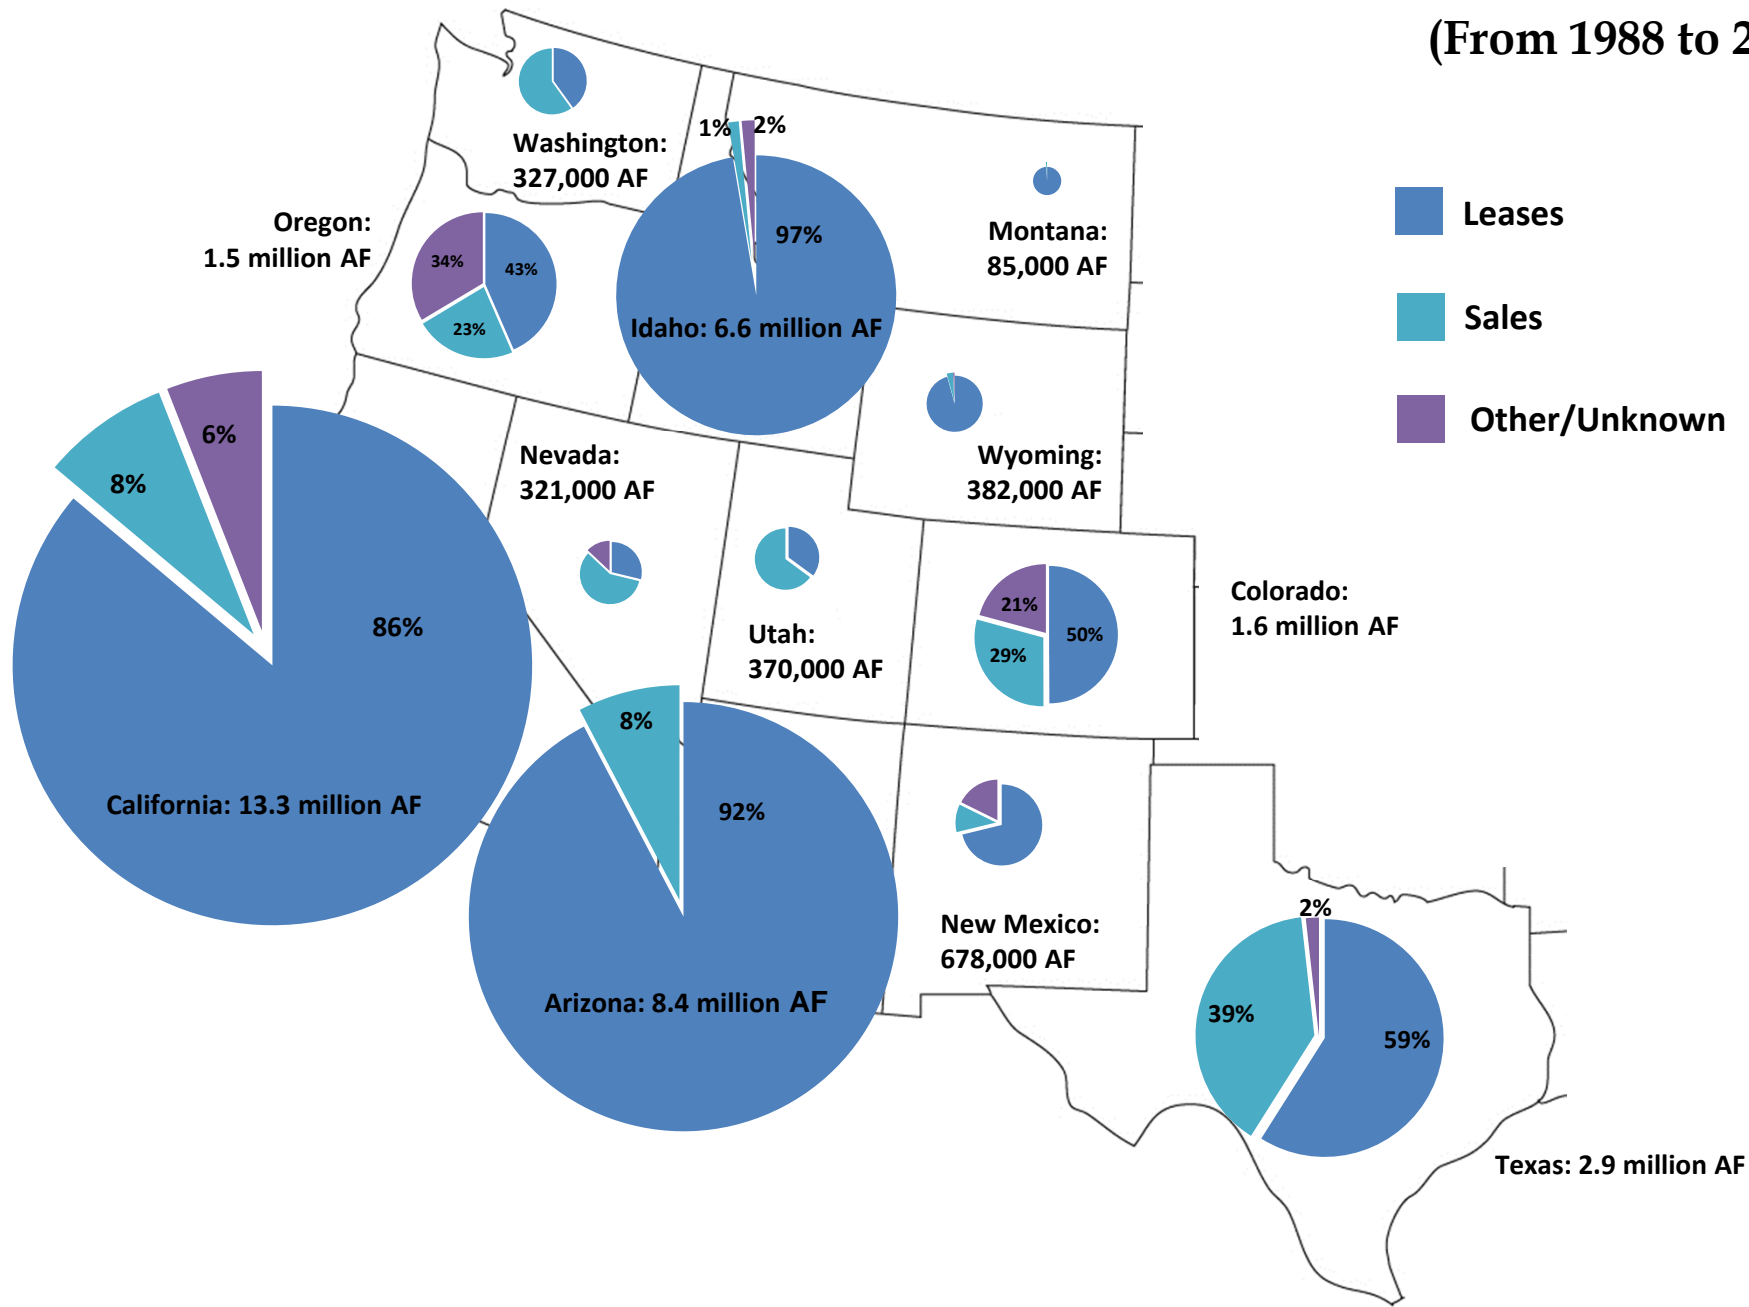 (From 1988 to 2
Leases
Sales
Other/Unknown
Washington:
327,000 AF
1%
2%
97%
Idaho: 6.6 million AF
Montana:
85,000 AF
Oregon:
1.5 million AF
34%
43%
23%
Wyoming:
382,000 AF
Nevada:
321,000 AF
6%
8%
86%
California: 13.3 million AF
Utah:
370,000 AF
Colorado:
1.6 million AF
21%
50%
29%
8%
92%
Arizona: 8.4 million AF
New Mexico:
678,000 AF
2%
39%
59%
Texas: 2.9 million AF